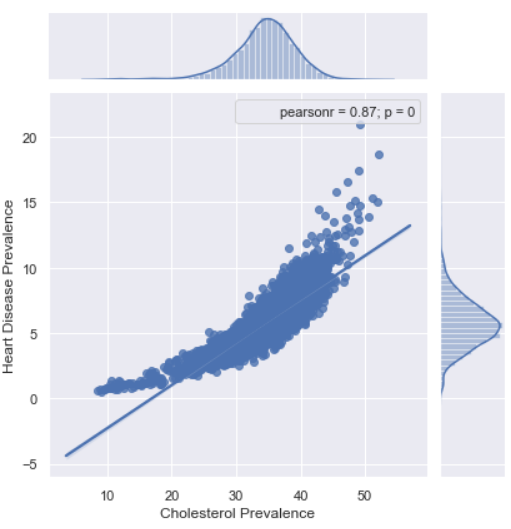 pearsonr = 0.87; p = 0
20
15
10
5
0
−5
Heart Disease Prevalence
10 20 30 40 50
Cholesterol Prevalence